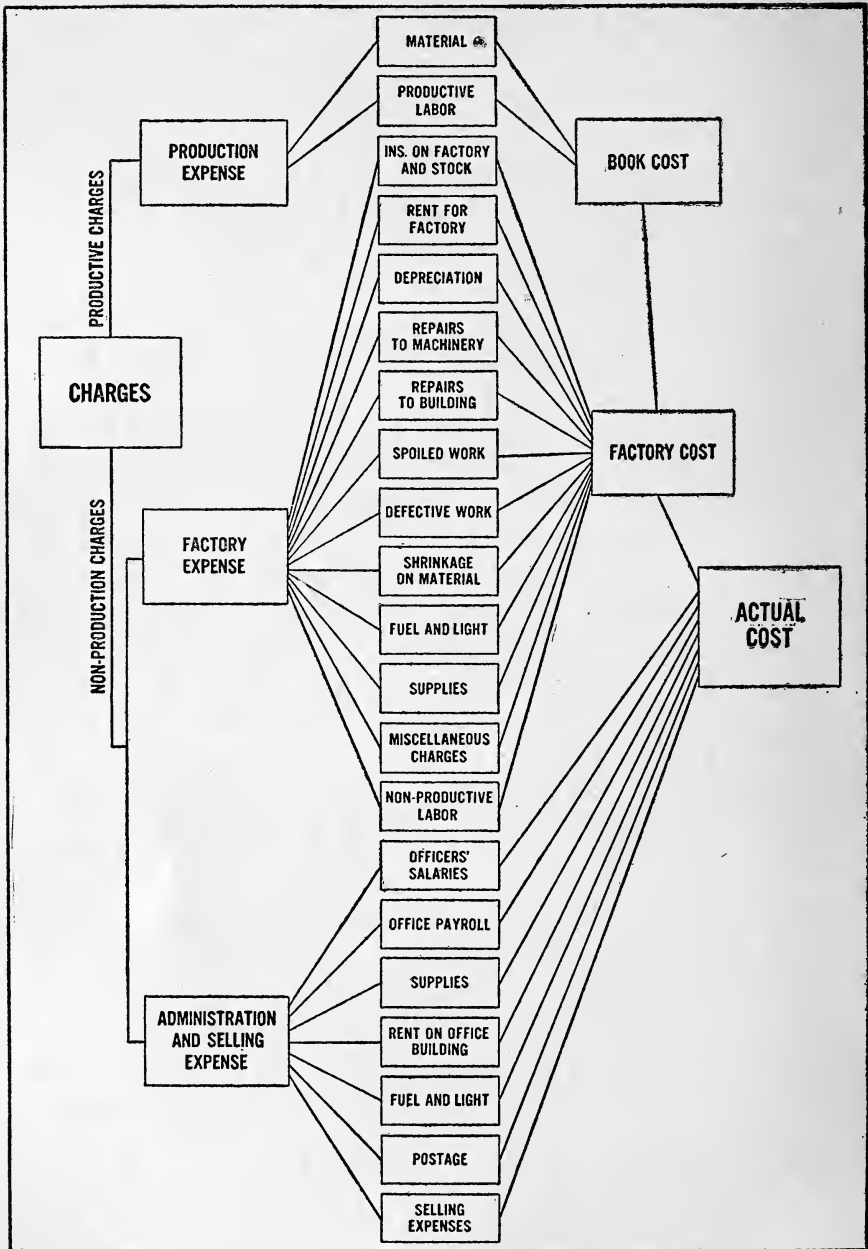 CHARGES
PRODUCTIVE CHARGES
NON-PRODUCTION CHARGES
PRODUCTION
EXPENSE
FACTORY
EXPENSE
ADMINISTRATION
AND SELLING
EXPENSE
MATERIAL
PRODUCTIVE
LABOR
INS. ON FACTORY
AND STOCK
RENT FOR
FACTORY
DEPRECIATION
REPAIRS
TO MACHINERY
REPAIRS
TO BUILDING
SPOILED WORK
DEFECTIVE WORK
SHRINKAGE
ON MATERIAL
FUEL AND LIGHT
SUPPLIES
MISCELLANEOUS
CHARGES
NON-PRODUCTIVE
LABOR
OFFICERS'
SALARIES
OFFICE PAYROLL
SUPPLIES
RENT ON OFFICE
BUILDING
FUEL AND LIGHT
POSTAGE
SELLING
EXPENSES
BOOK COST
FACTORY COST
ACTUAL
COST